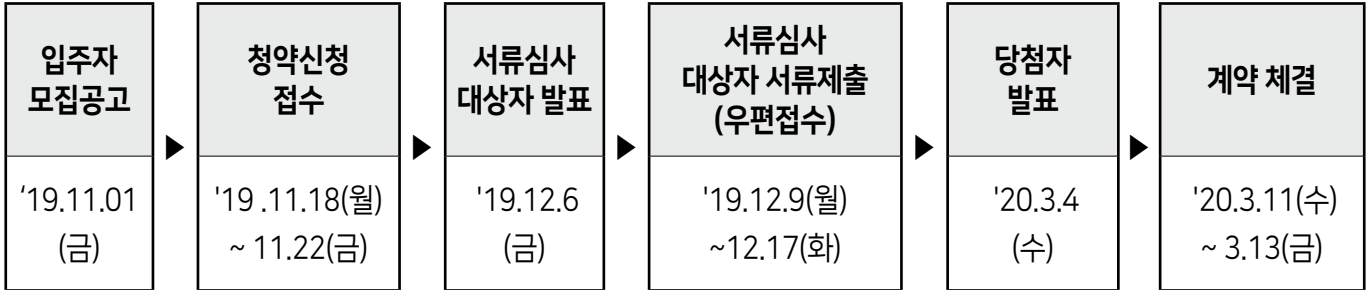 입주자
모집공고
‘19.11.01
(금)
▶
청약신청
접수
'19 .11.18(월)
~ 11.22(금)
▶
서류심사
대상자 발표
'19.12.6
(금)
▶
서류심사
대상자 서류제출
(우편접수)
'19.12.9(월)
~12.17(화)
▶
당첨자
발표
'20.3.4
(수)
▶
계약 체결
'20.3.11(수)
~ 3.13(금)